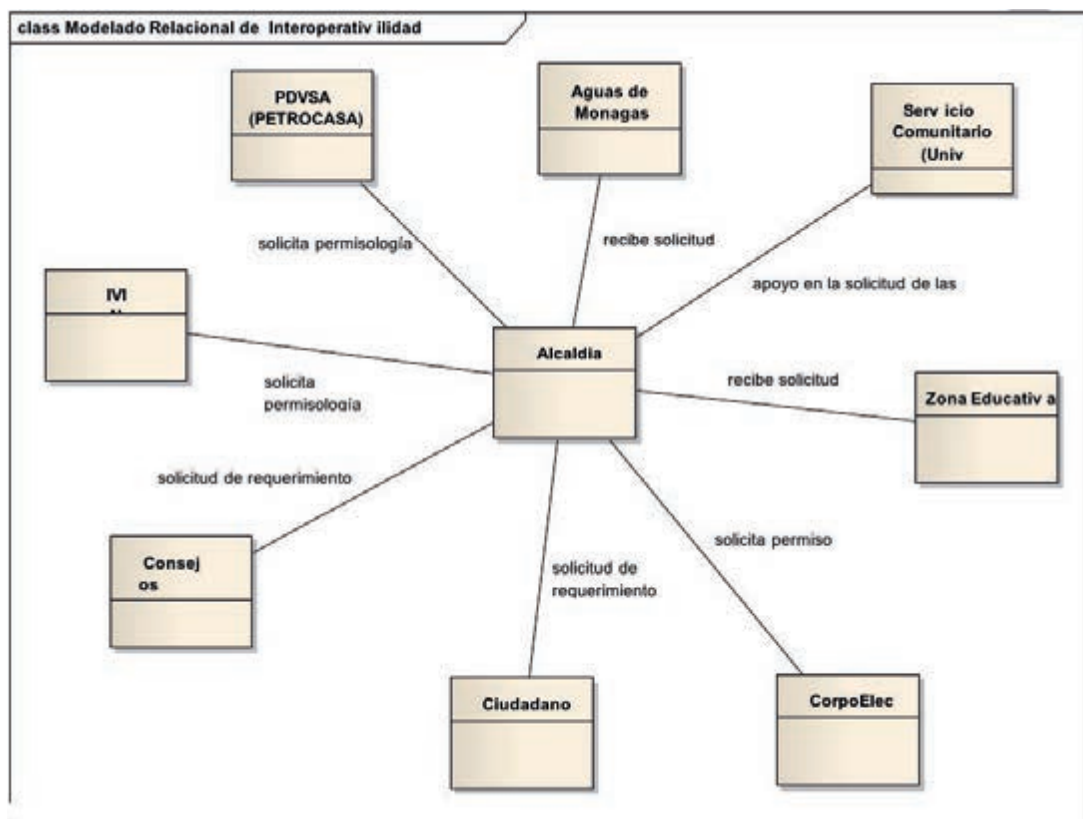 class Modelado Relacional de Interoperativ ilidad
PDVSA
(PETROCASA)
Aguas de
Monagas
Serv icio
Comunitario
(Univ
solicita permisología
recibe solicitud
apoyo en la solicitud de las
IVI
Alcaldia
solicita
permisología
recibe solicitud
Zona Educativ a
solicitud de requerimiento
Consej
os
solicitud de
requerimiento
solicita permiso
Ciudadano
CorpoElec